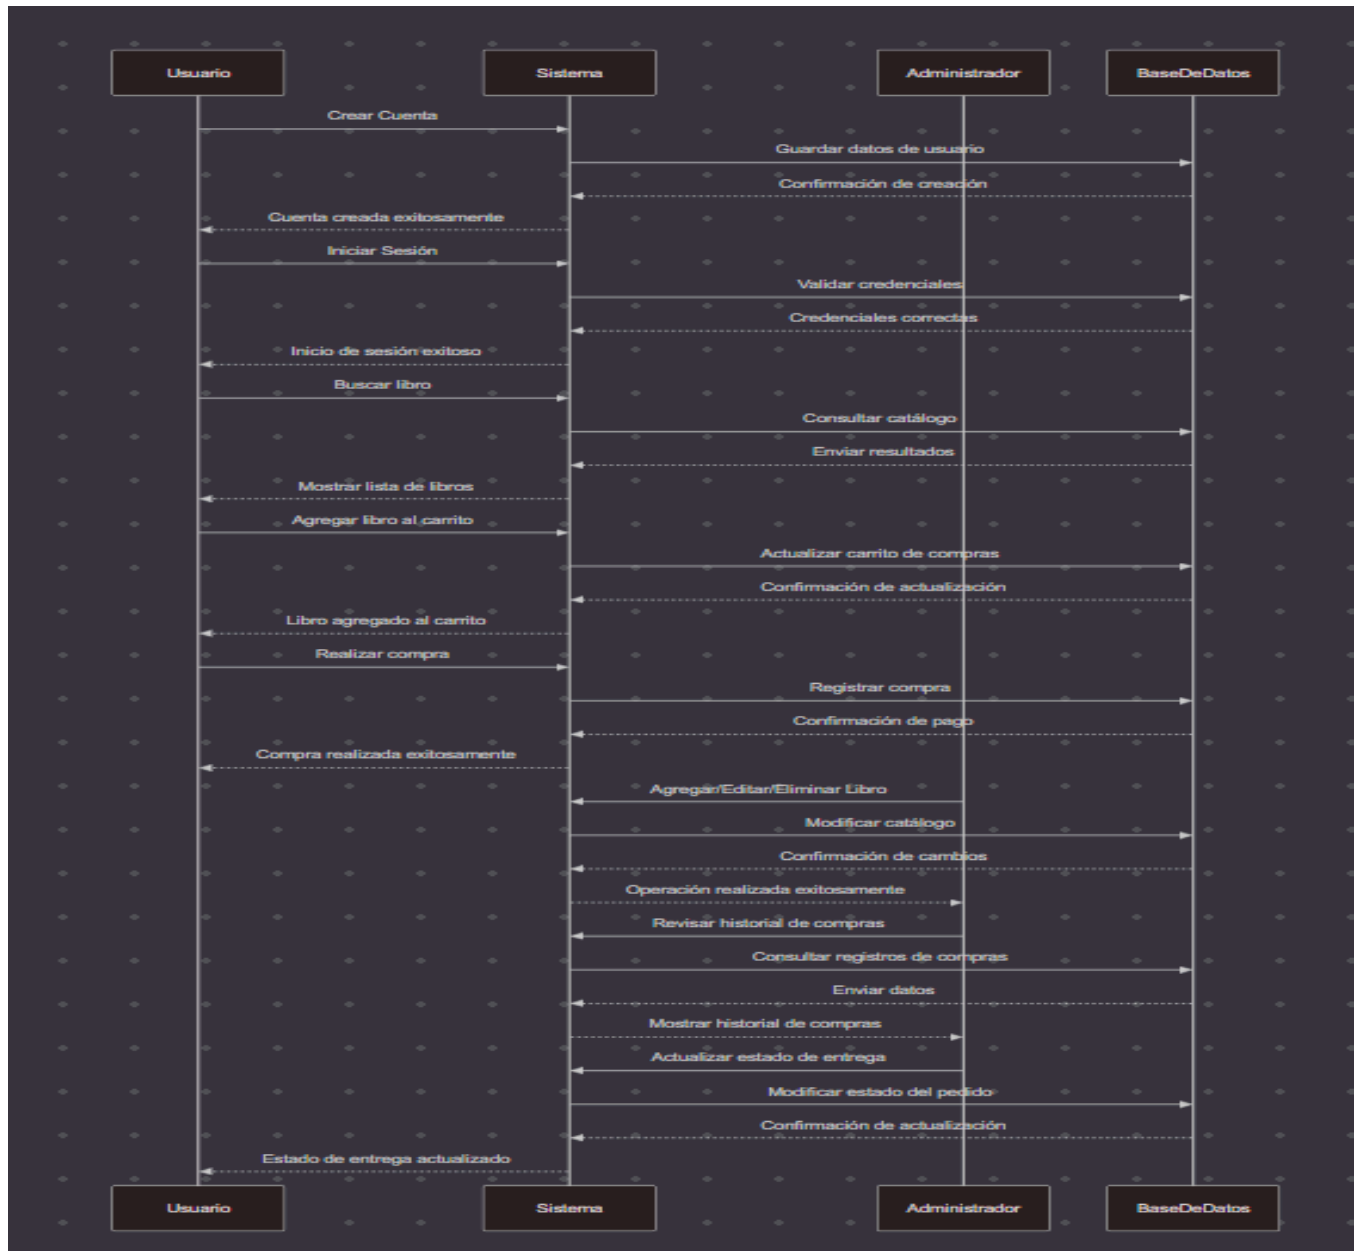 Usuario
Sistema
Administrador
BaseDeDatos
Crear Cuenta
Guardar datos de usuario
Confirmación de creación
Cuenta creada exitosamente
Iniciar Sesión
Validar credenciales
Credenciales correctas
Inicio de sesión exitoso
Buscar libro
Consultar catálogo
Enviar resultados
Mostrar lista de libros
Agregar libro al carrito
Actualizar carrito de compras
Confirmación de actualización
Libro agregado al carrito
Realizar compra
Registrar compra
Confirmación de pago
Compra realizada exitosamente
Agregar/Editar/Eliminar Libro
Modificar catálogo
Confirmación de cambios
Operación realizada exitosamente
Revisar historial de compras
Consultar registros de compras
Enviar datos
Mostrar historial de compras
Actualizar estado de entrega
Modificar estado del pedido
Confirmación de actualización
Estado de entrega actualizado
Usuario
Sistema
Administrador
BaseDeDatos